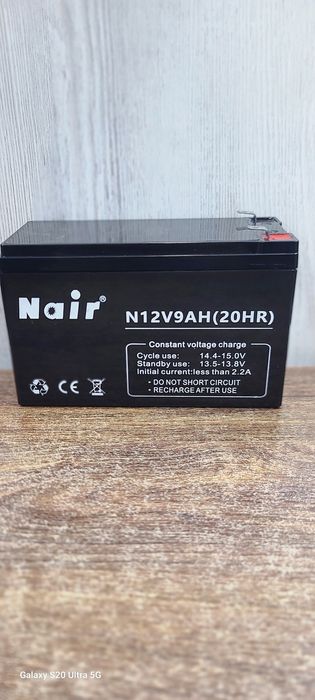 Nair®
N12V9AH(20HR)
Constant voltage charge
Cycle use: 14.4-15.0V
Standby use: 13.5-13.8V
Initial current:less than 2.2A
• DO NOT SHORT CIRCUIT
• RECHARGE AFTER USE
CE
Galaxy S20 Ultra 5G